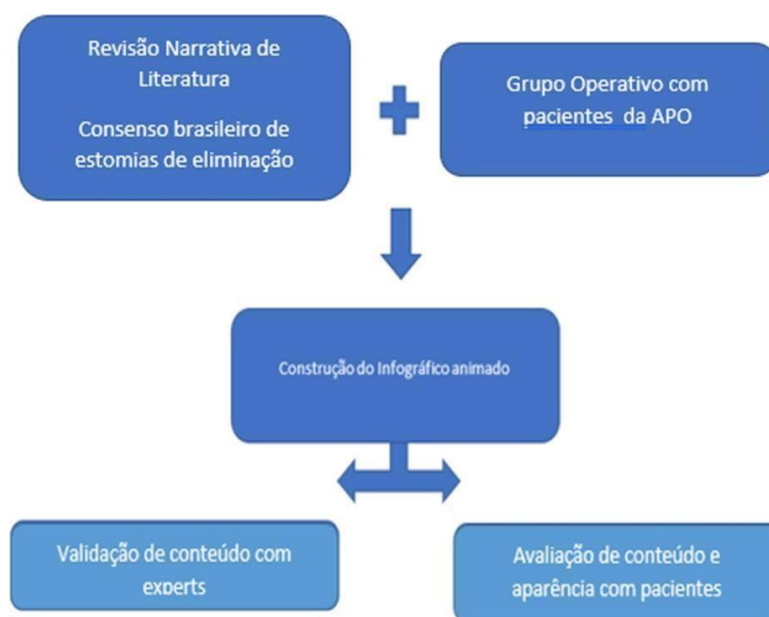 Revisão Narrativa de
Literatura
Consenso brasileiro de
estomias de eliminação
Grupo Operativo com
pacientes da APO
Construção do Infográfico animado
Validação de conteúdo com
experts
Avaliação de conteúdo e
aparência com pacientes